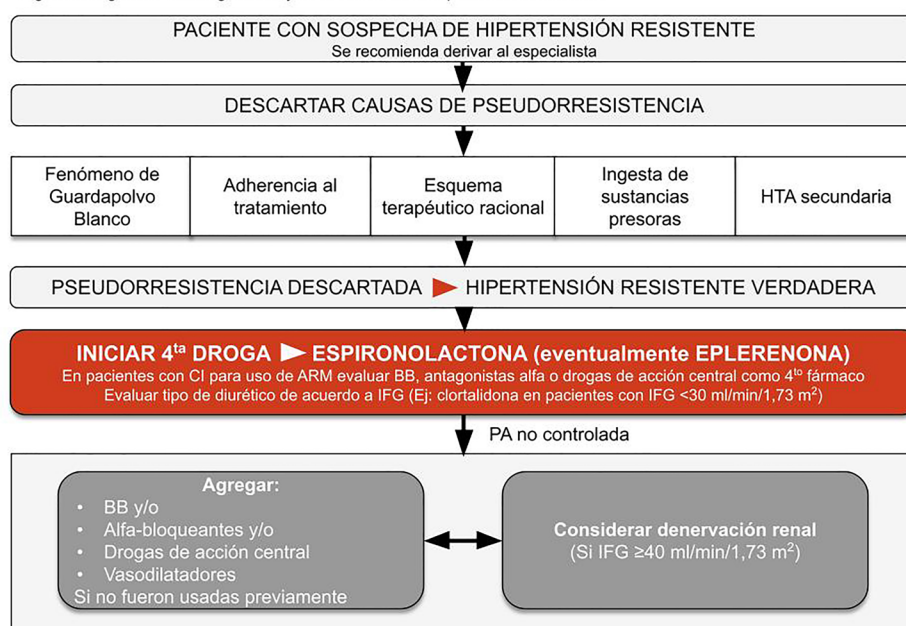 PACIENTE CON SOSPECHA DE HIPERTENSIÓN RESISTENTE
Se recomienda derivar al especialista
DESCARTAR CAUSAS DE PSEUDORRESISTENCIA
Fenómeno de
Guardapolvo
Blanco
Adherencia al
tratamiento
Esquema
terapéutico racional
Ingesta de
sustancias
presoras
HTA secundaria
PSEUDORRESISTENCIA DESCARTADA ▶ HIPERTENSIÓN RESISTENTE VERDADERA
INICIAR 4ta DROGA ▶ ESPIRONOLACTONA (eventualmente EPLERENONA)
En pacientes con CI para uso de ARM evaluar BB, antagonistas alfa o drogas de acción central como 4to fármaco
Evaluar tipo de diurético de acuerdo a IFG (Ej: clortalidona en pacientes con IFG <30 ml/min/1,73 m²)
PA no controlada
Agregar:
• BB y/o
• Alfa-bloqueantes y/o
• Drogas de acción central
• Vasodilatadores
Si no fueron usadas previamente
Considerar denervación renal
(Si IFG ≥40 ml/min/1,73 m²)